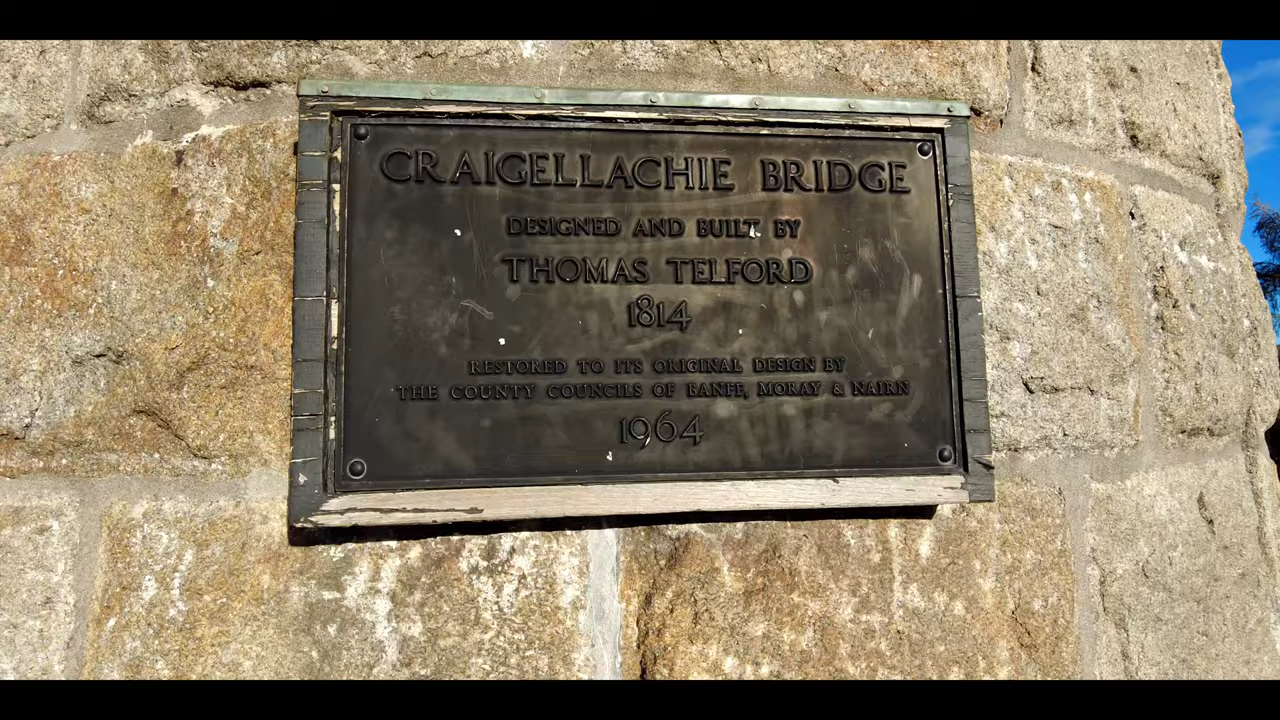 CRAIGELLACHIE BRIDGE
DESIGNED AND BUILT BY
THOMAS TELFORD
1814
RESTORED TO ITS ORIGINAL DESIGN BY
THE COUNTY COUNCILS OF BANFF, MORAY & NAIRN
1964